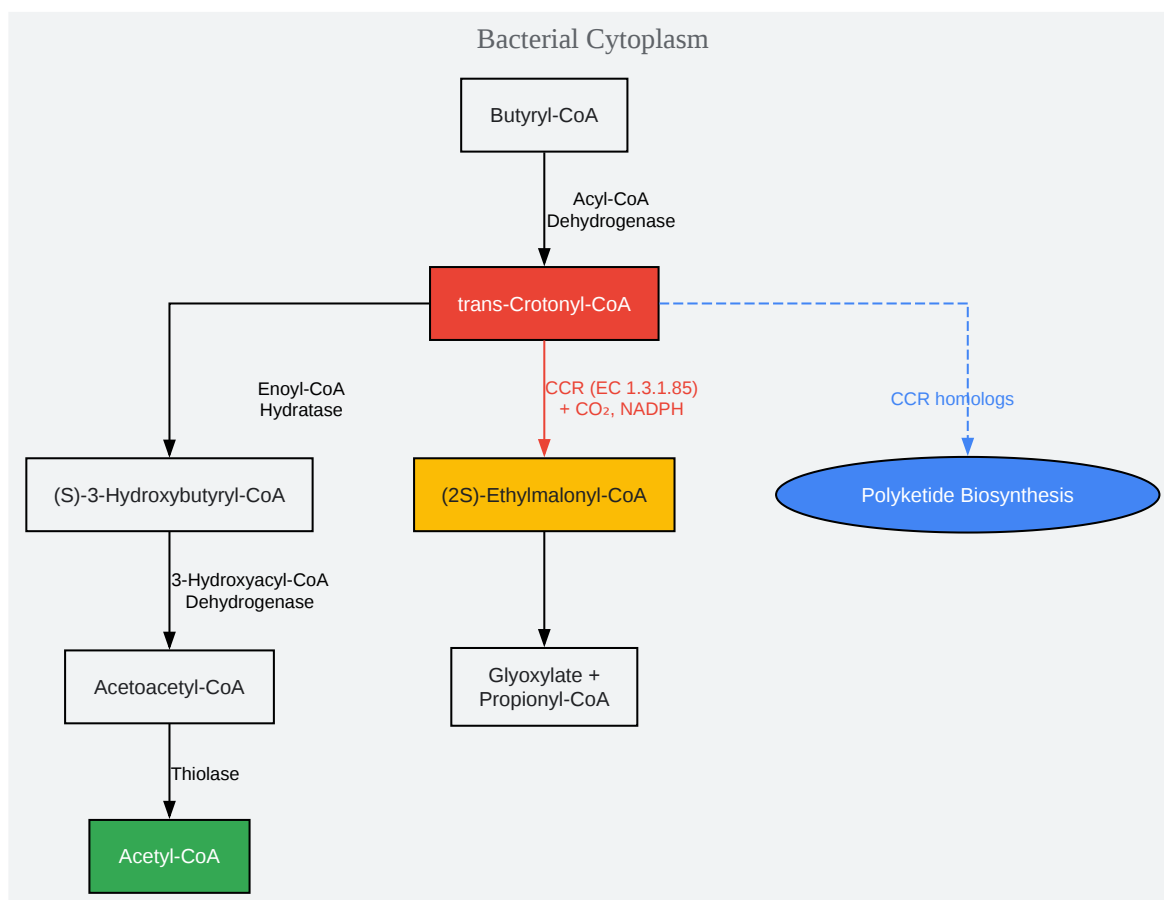 Bacterial Cytoplasm
Butyryl-CoA
Acyl-CoA
Dehydrogenase
trans-Crotonyl-CoA
Enoyl-CoA
Hydratase
CCR (EC 1.3.1.85)
+ CO₂, NADPH
CCR homologs
(S)-3-Hydroxybutyryl-CoA
(2S)-Ethylmalonyl-CoA
Polyketide Biosynthesis
3-Hydroxyacyl-CoA
Dehydrogenase
Acetoacetyl-CoA
Glyoxylate +
Propionyl-CoA
Thiolase
Acetyl-CoA